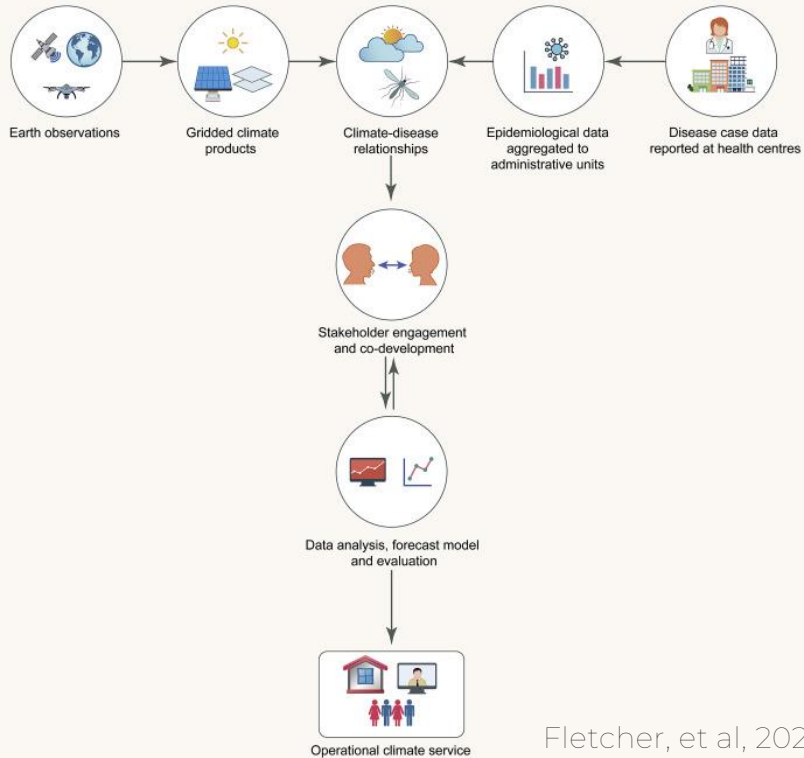 Earth observations
Gridded climate
products
Climate-disease
relationships
Epidemiological data
aggregated to
administrative units
Disease case data
reported at health centres
Stakeholder engagement
and co-development
Data analysis, forecast model
and evaluation
Operational climate service
Fletcher, et al,